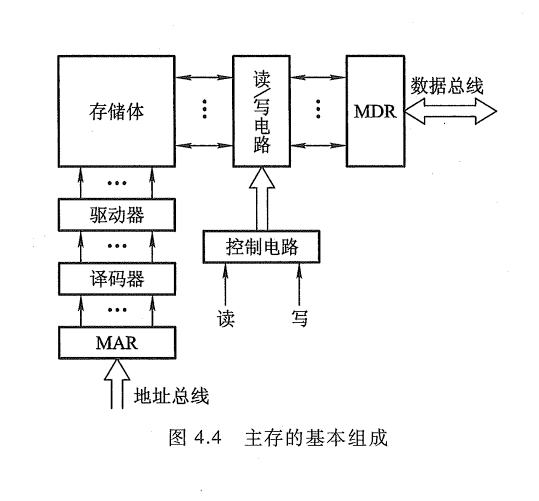 存储体
读/写电路
MDR
数据总线
驱动器
译码器
控制电路
读
写
MAR
地址总线
图 4.4 主存的基本组成